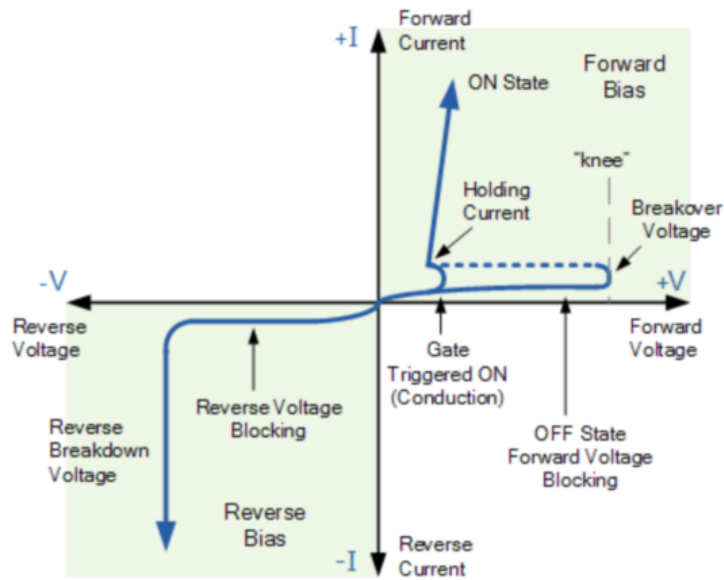 +I
Forward
Current
ON State
Forward
Bias
"knee"
Holding
Current
Breakover
Voltage
-V
+V
Reverse
Voltage
Forward
Voltage
Gate
Triggered ON
(Conduction)
Reverse Voltage
Blocking
Reverse
Breakdown
Voltage
OFF State
Forward Voltage
Blocking
Reverse
Bias
-I
Reverse
Current